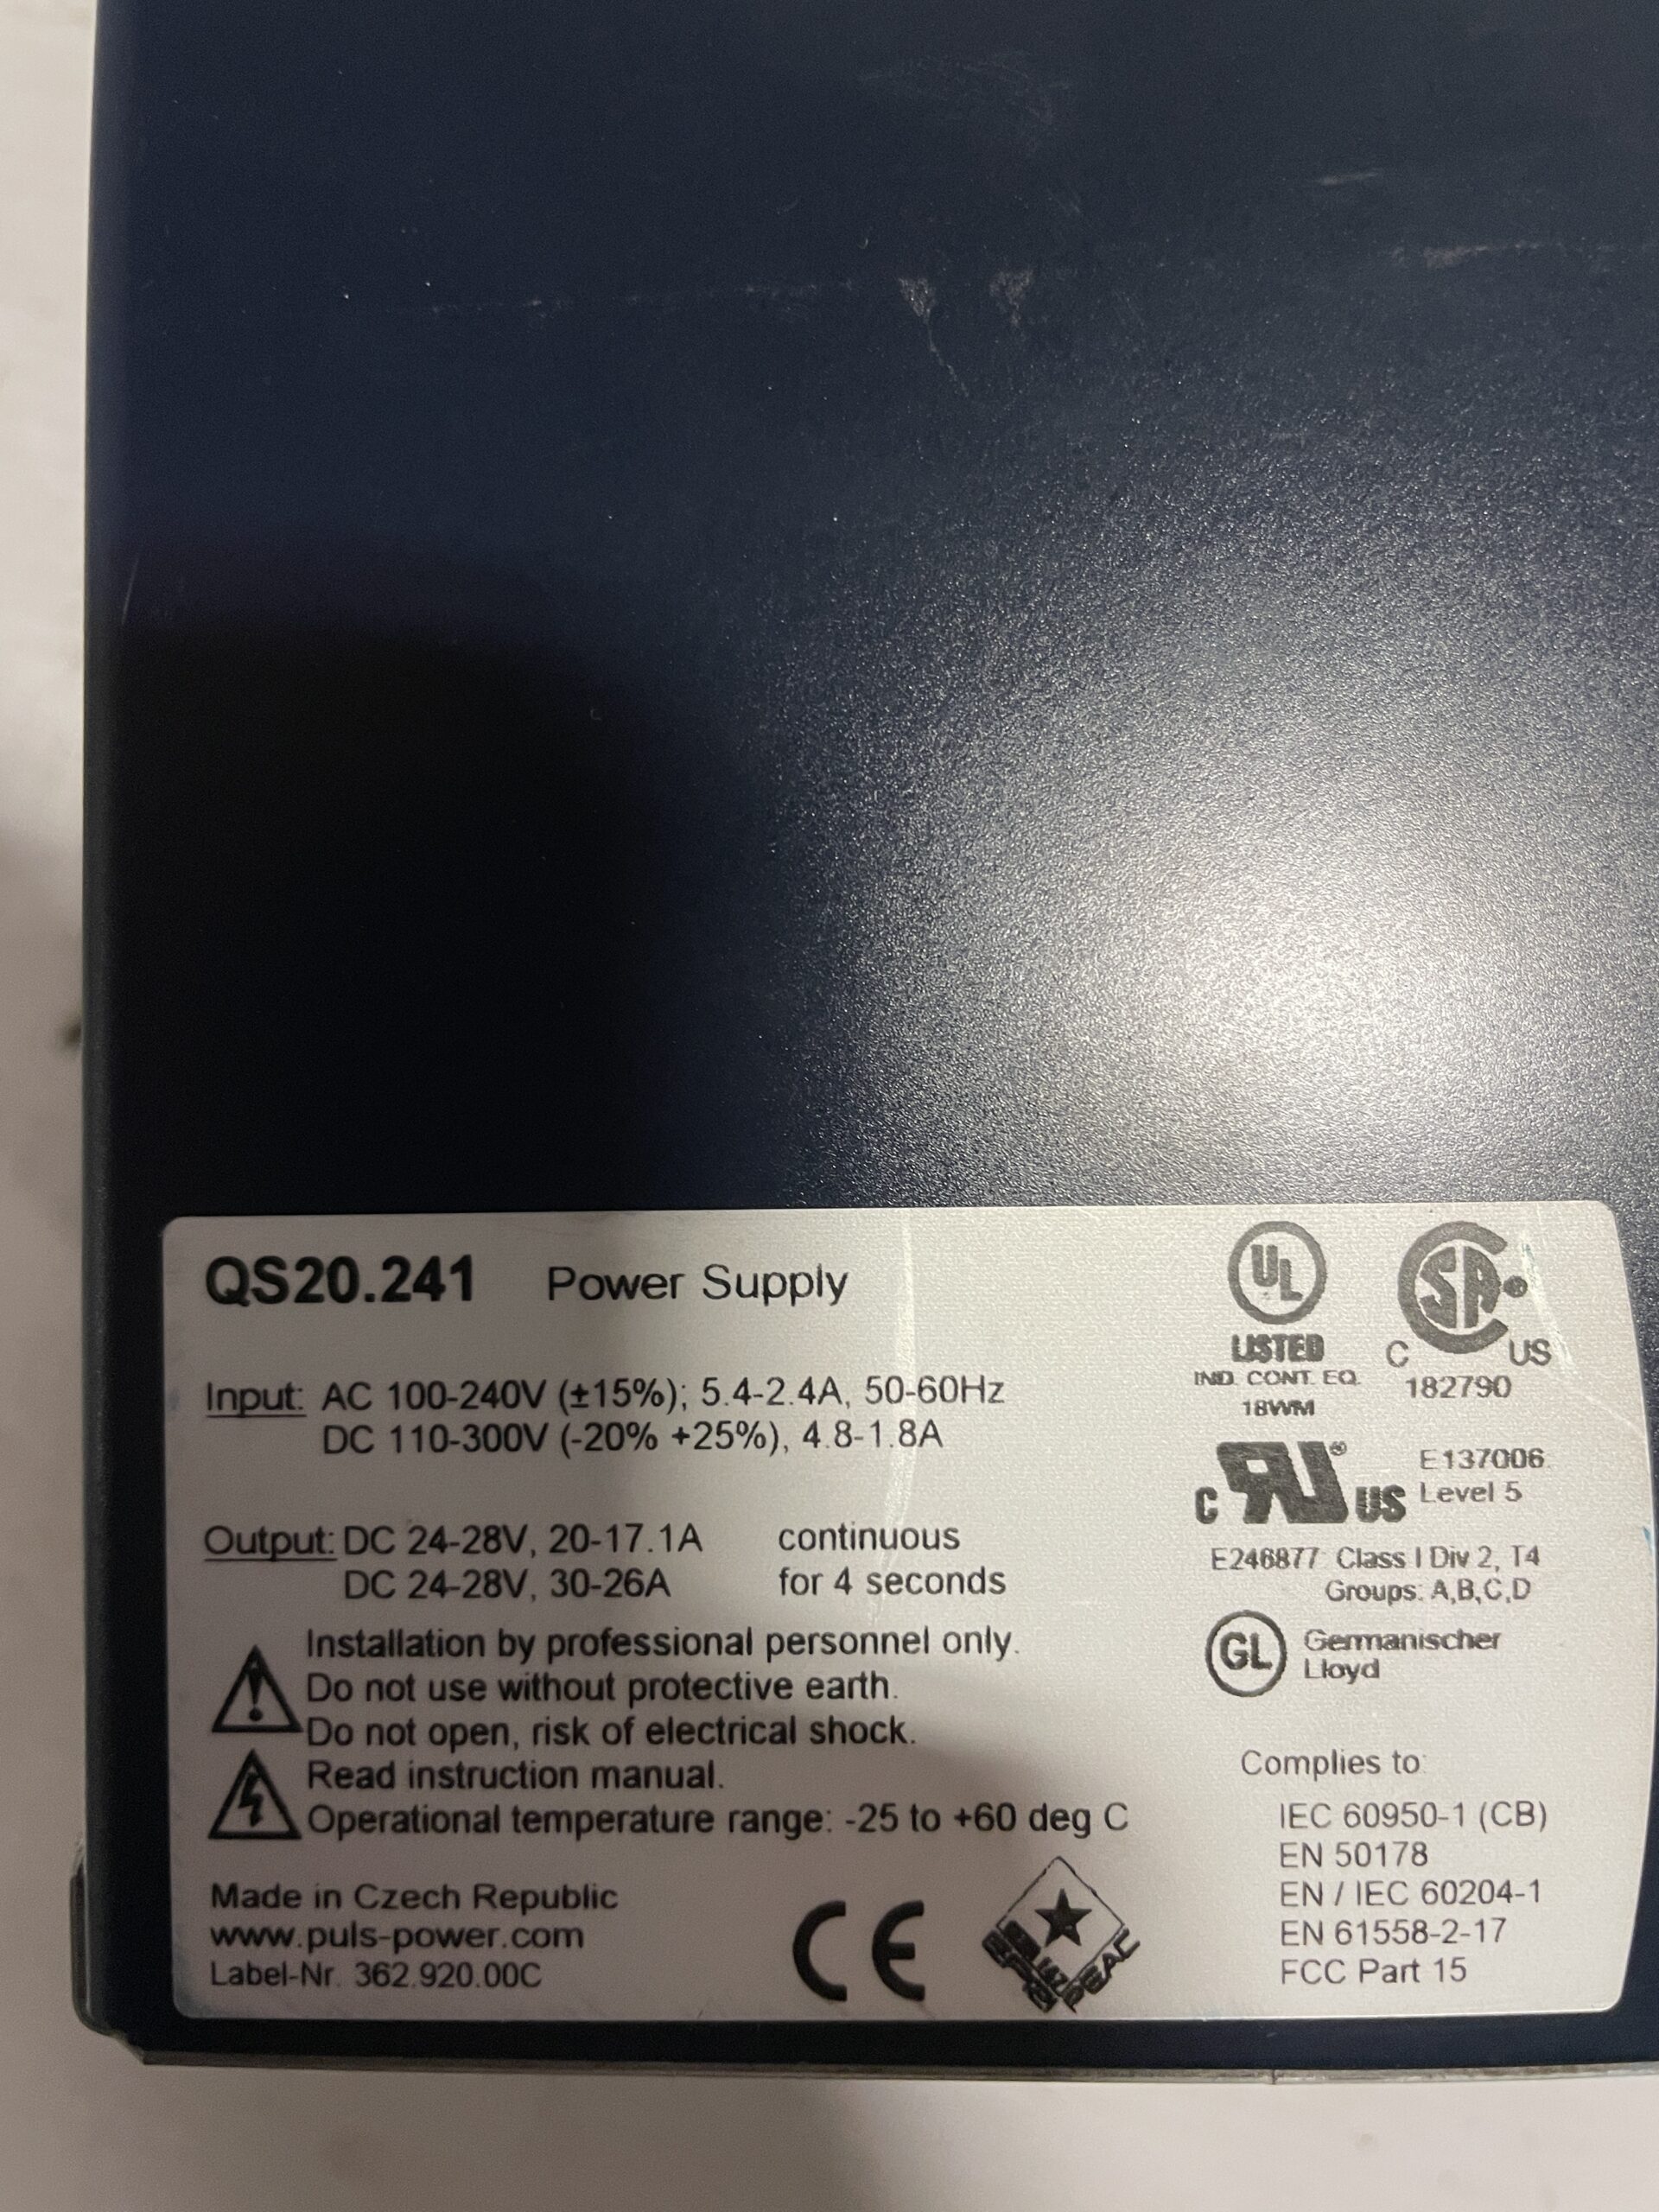 QS20.241 Power Supply
Input: AC 100-240V (±15%); 5.4-2.4A, 50-60Hz
DC 110-300V (-20% +25%), 4.8-1.8A
Output: DC 24-28V, 20-17.1A continuous
DC 24-28V, 30-26A for 4 seconds
Installation by professional personnel only.
Do not use without protective earth.
Do not open, risk of electrical shock.
Read instruction manual.
Operational temperature range: -25 to +60 deg C
Made in Czech Republic
www.puls-power.com
Label-Nr. 362.920.00C
CE
UL
LISTED
IND. CONT. EQ.
18WM
SA®
C US
182790
C RU® US
E137006
Level 5
E246877 Class I Div 2, T4
Groups: A,B,C,D
GL Germanischer
Lloyd
Complies to:
IEC 60950-1 (CB)
EN 50178
EN / IEC 60204-1
EN 61558-2-17
FCC Part 15